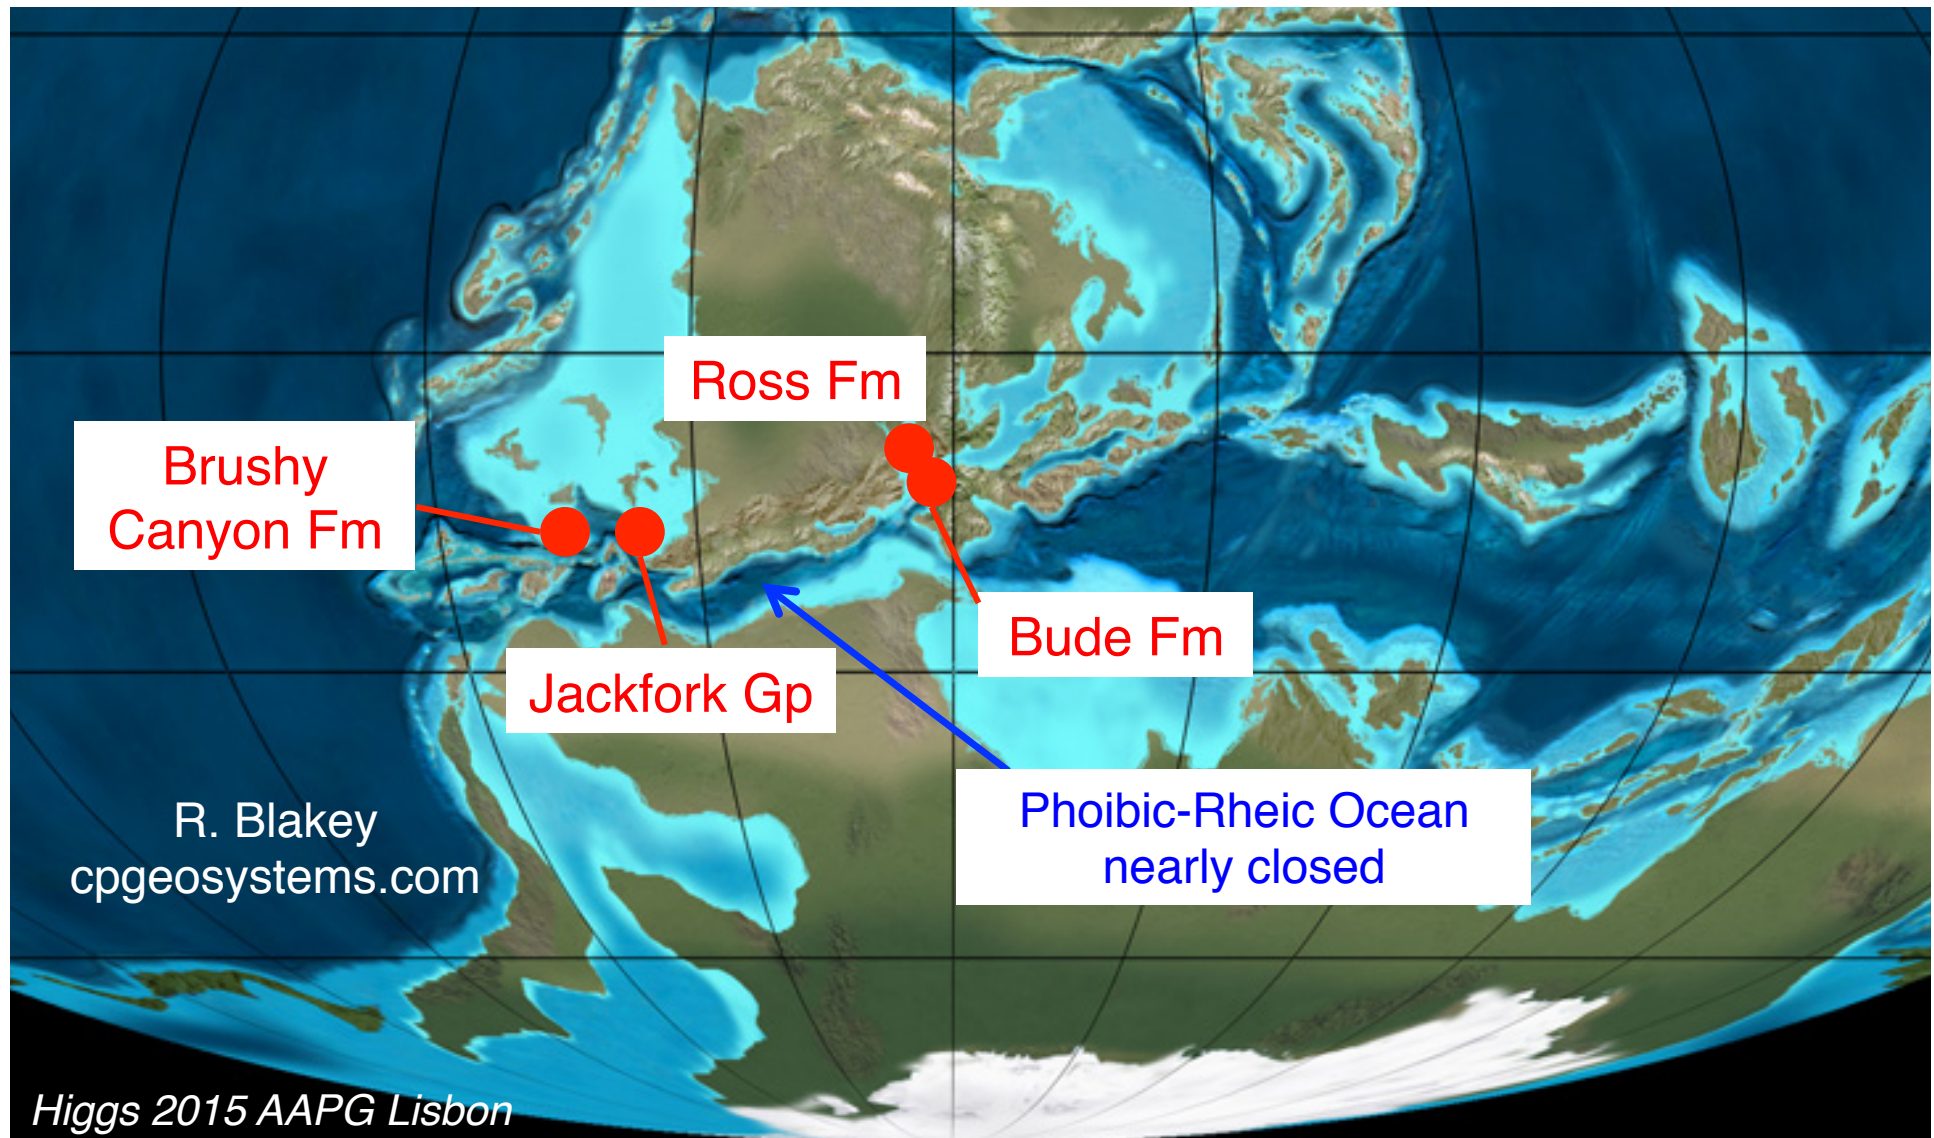 Ross Fm
Brushy
Canyon Fm
Bude Fm
Jackfork Gp
Phoibic-Rheic Ocean
nearly closed
R. Blakey
cpgeosystems.com
Higgs 2015 AAPG Lisbon